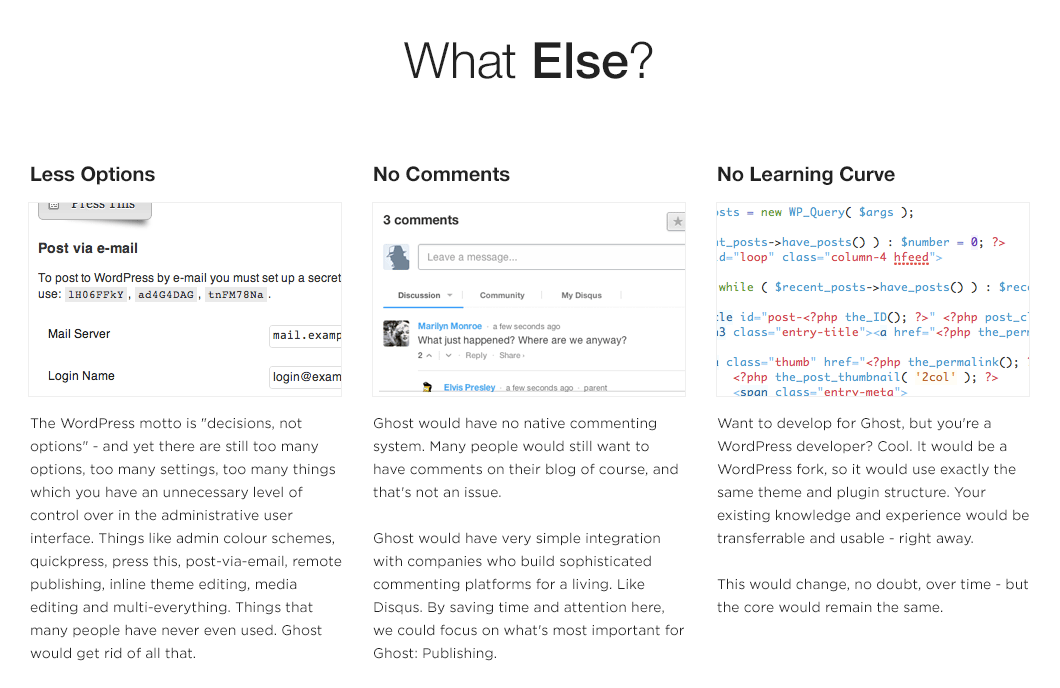 What Else?
Less Options
Press This
Post via e-mail
To post to WordPress by e-mail you must set up a secret
use: lH06FFkY , ad4G4DAG , tnFM78Na .
Mail Server
mail.examp
Login Name
login@exam
The WordPress motto is "decisions, not
options" - and yet there are still too many
options, too many settings, too many things
which you have an unnecessary level of
control over in the administrative user
interface. Things like admin colour schemes,
quickpress, press this, post-via-email, remote
publishing, inline theme editing, media
editing and multi-everything. Things that
many people have never even used. Ghost
would get rid of all that.
No Comments
3 comments
Leave a message...
Discussion
Community
My Disqus
Marilyn Monroe · a few seconds ago
What just happened? Where are we anyway?
2 · Reply · Share ›
Elvis Presley · a few seconds ago · parent
Ghost would have no native commenting
system. Many people would still want to
have comments on their blog of course, and
that's not an issue.
Ghost would have very simple integration
with companies who build sophisticated
commenting platforms for a living. Like
Disqus. By saving time and attention here,
we could focus on what's most important for
Ghost: Publishing.
No Learning Curve
osts = new WP_Query( $args );
nt_posts->have_posts() ) : $number = 0; ?>
id="loop" class="column-4 hfeed">
while ( $recent_posts->have_posts() ) : $rece
tle id="post-<?php the_ID(); ?>" <?php post_cl
h3 class="entry-title"><a href="<?php the_perm
class="thumb" href="<?php the_permalink(); ?
<?php the_post_thumbnail( '2col' ); ?>
<span class="entry-meta">
Want to develop for Ghost, but you're a
WordPress developer? Cool. It would be a
WordPress fork, so it would use exactly the
same theme and plugin structure. Your
existing knowledge and experience would be
transferrable and usable - right away.
This would change, no doubt, over time - but
the core would remain the same.